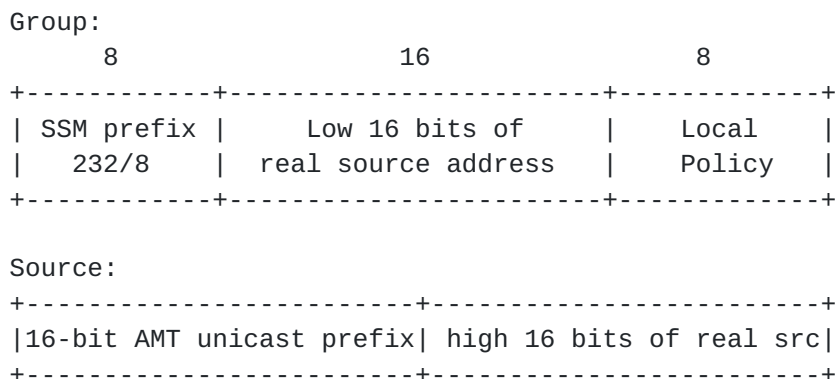 Group:
8 16 8
+------------+------------------------+-------------+
| SSM prefix | Low 16 bits of | Local |
| 232/8 | real source address | Policy |
+------------+------------------------+-------------+
Source:
+-------------------------+-------------------------+
|16-bit AMT unicast prefix| high 16 bits of real src|
+-------------------------+-------------------------+